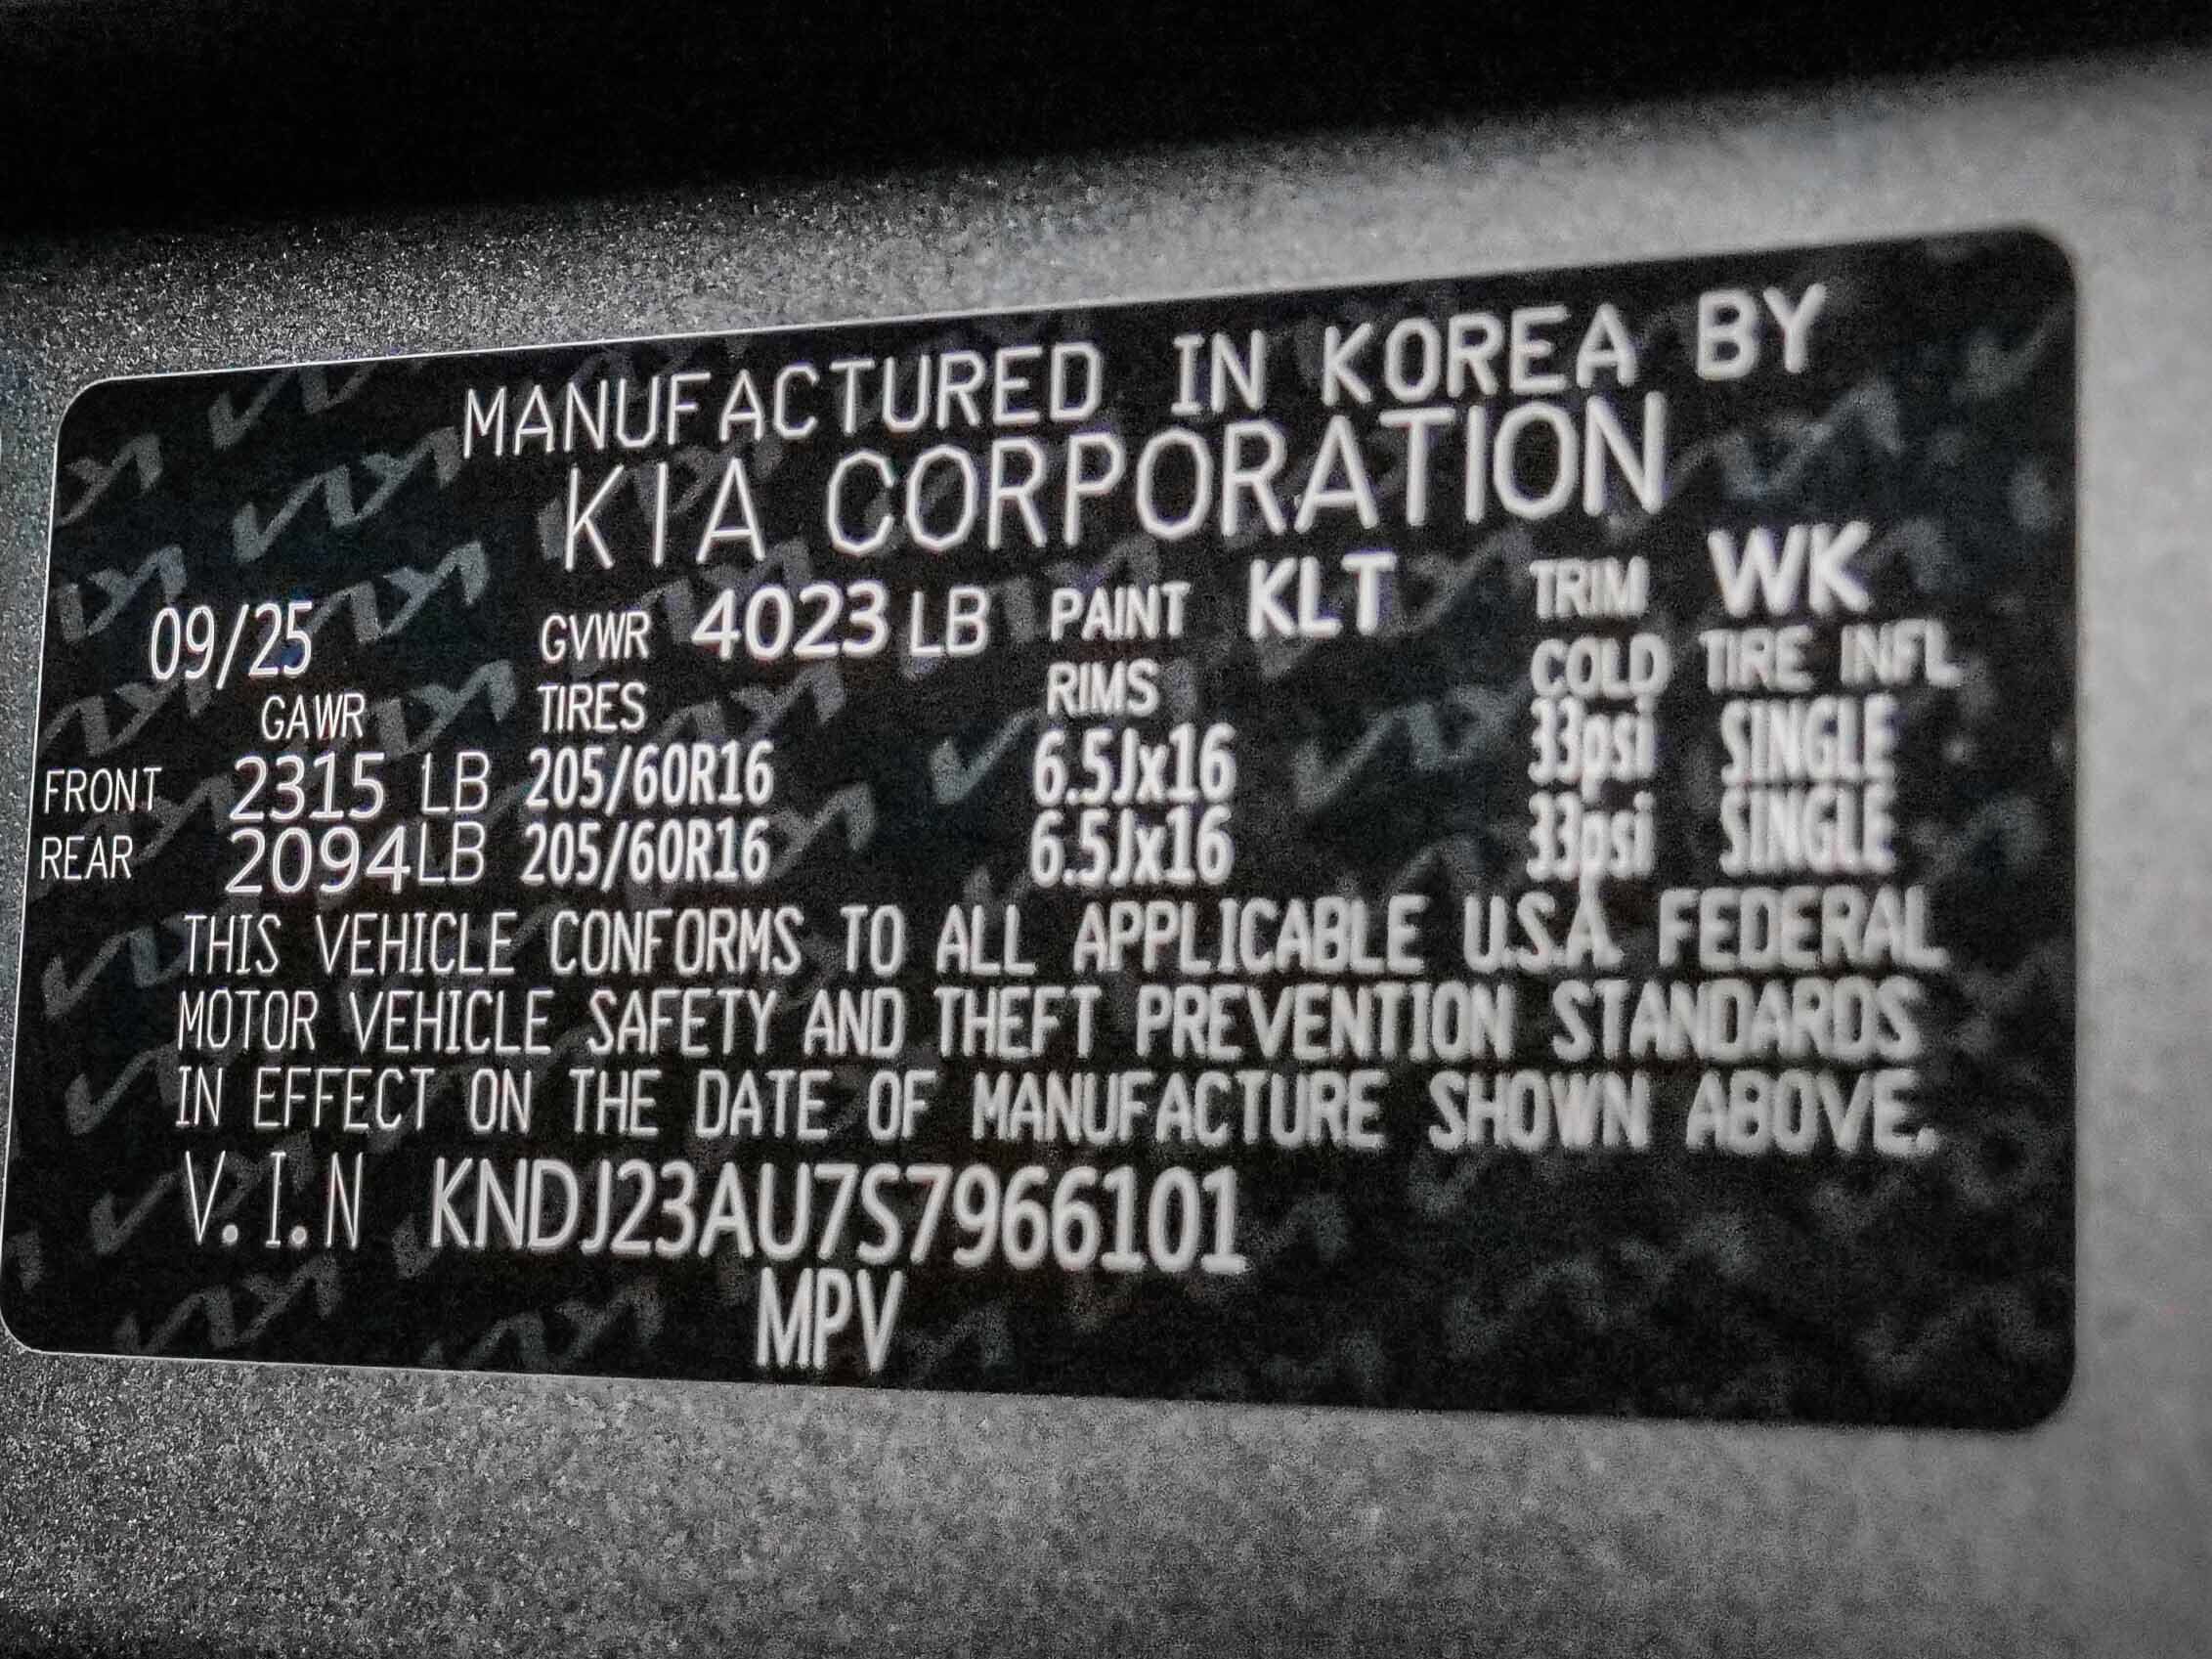 MANUFACTURED IN KOREA BY
KIA CORPORATION
09/25 GVWR 4023 LB PAINT KLT TRIM WK
GAWR TIRES RIMS COLD TIRE INFL
FRONT 2315 LB 205/60R16 6.5Jx16 33psi SINGLE
REAR 2094 LB 205/60R16 6.5Jx16 33psi SINGLE
THIS VEHICLE CONFORMS TO ALL APPLICABLE U.S.A. FEDERAL
MOTOR VEHICLE SAFETY AND THEFT PREVENTION STANDARDS
IN EFFECT ON THE DATE OF MANUFACTURE SHOWN ABOVE.
V.I.N KNDJ23AU7S7966101
MPV